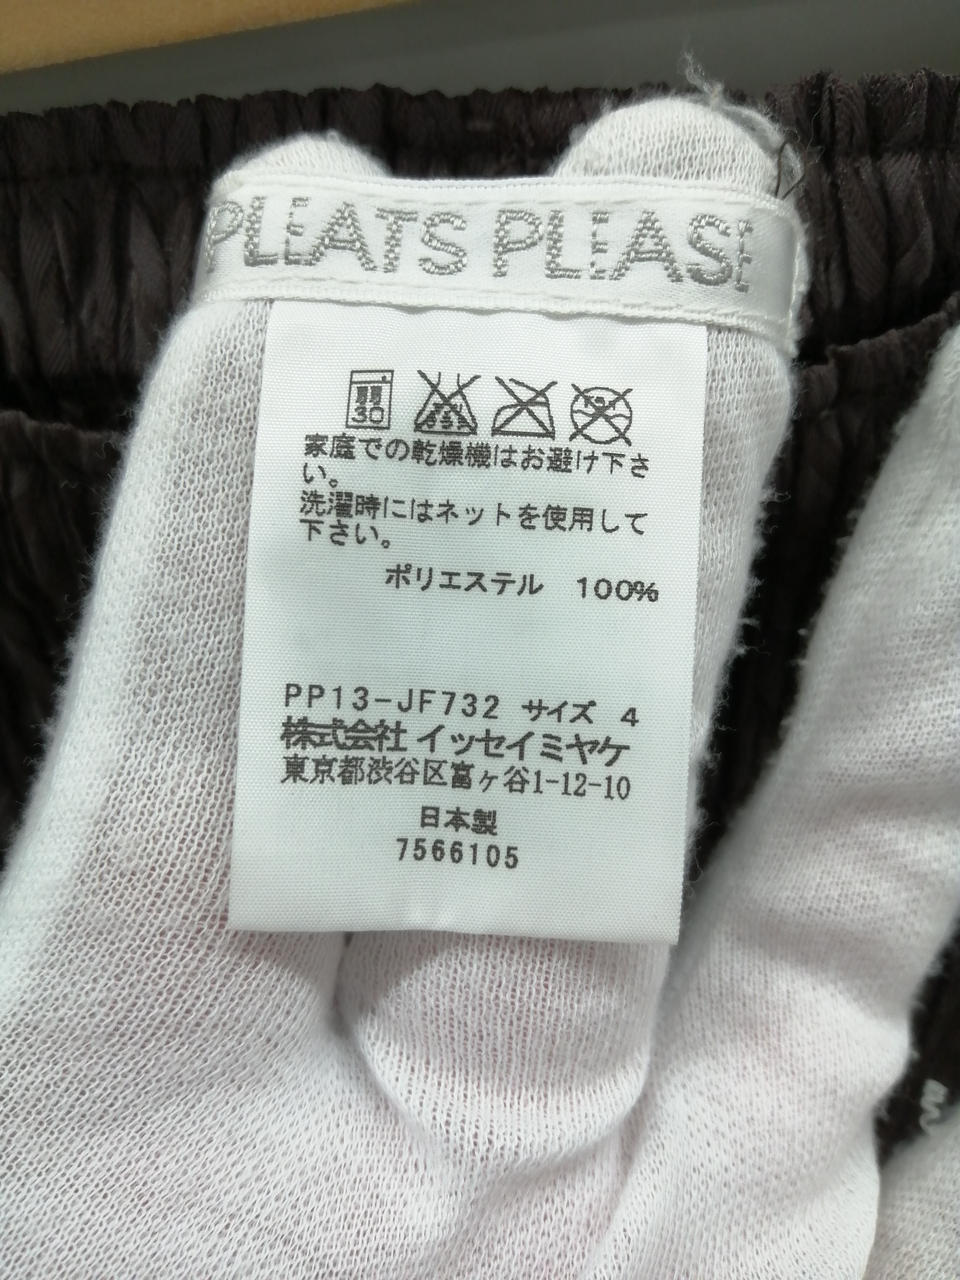 PLEATS PLEASE
30
家庭での乾燥機はお避け下さ
い。
洗濯時にはネットを使用して
下さい。
ポリエステル 100%
PP13-JF732 サイズ 4
株式会社 イッセイミヤケ
東京都渋谷区富ヶ谷1-12-10
日本製
7566105